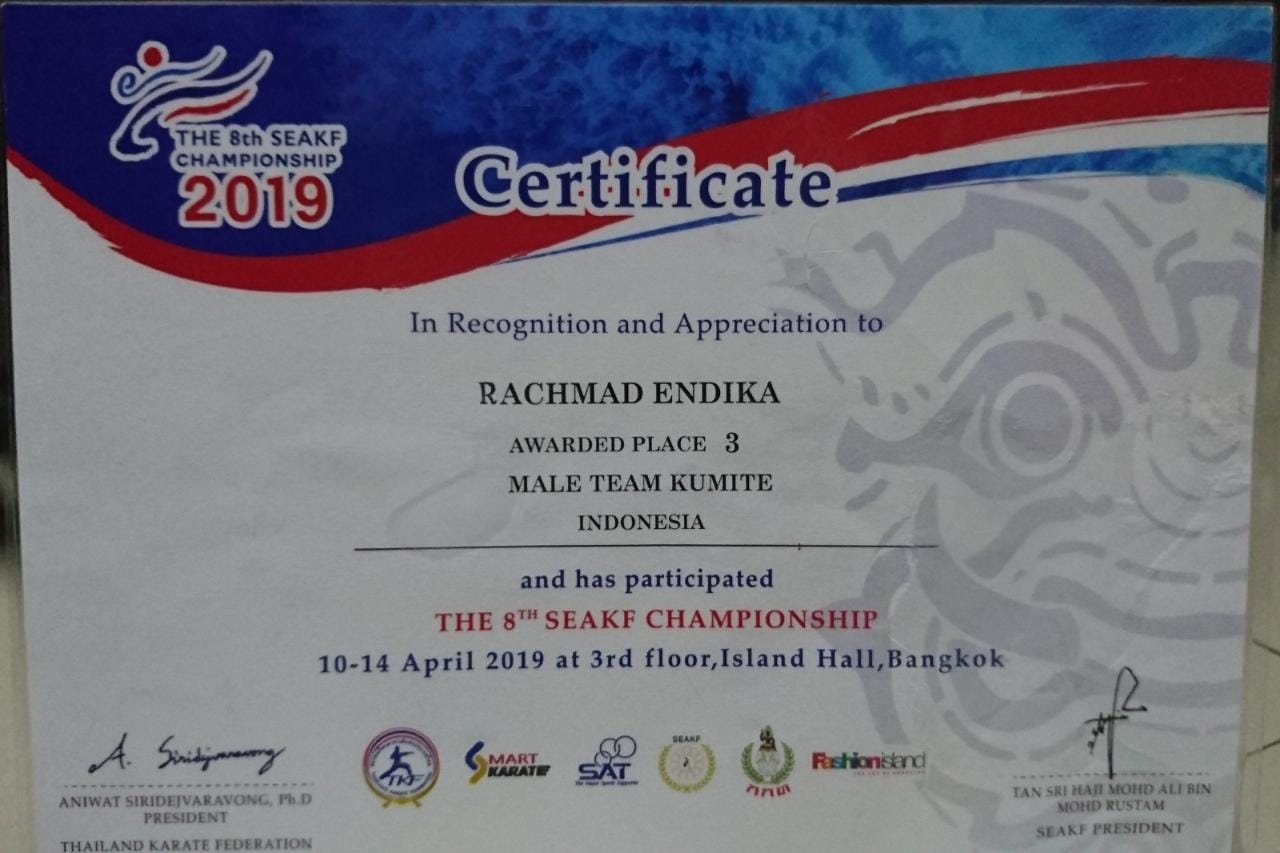 THE 8th SEAKF
CHAMPIONSHIP
2019
Certificate
In Recognition and Appreciation to
RACHMAD ENDIKA
AWARDED PLACE 3
MALE TEAM KUMITE
INDONESIA
and has participated
THE 8TH SEAKF CHAMPIONSHIP
10-14 April 2019 at 3rd floor,Island Hall,Bangkok
A. Siridejvaravong
TKF
SMART
KARATE
SAT
SEAKF
Fashionisland
ANIWAT SIRIDEJVARAVONG, Ph.D
PRESIDENT
THAILAND KARATE FEDERATION
TAN SRI HAJI MOHD ALI BIN
MOHD RUSTAM
SEAKF PRESIDENT